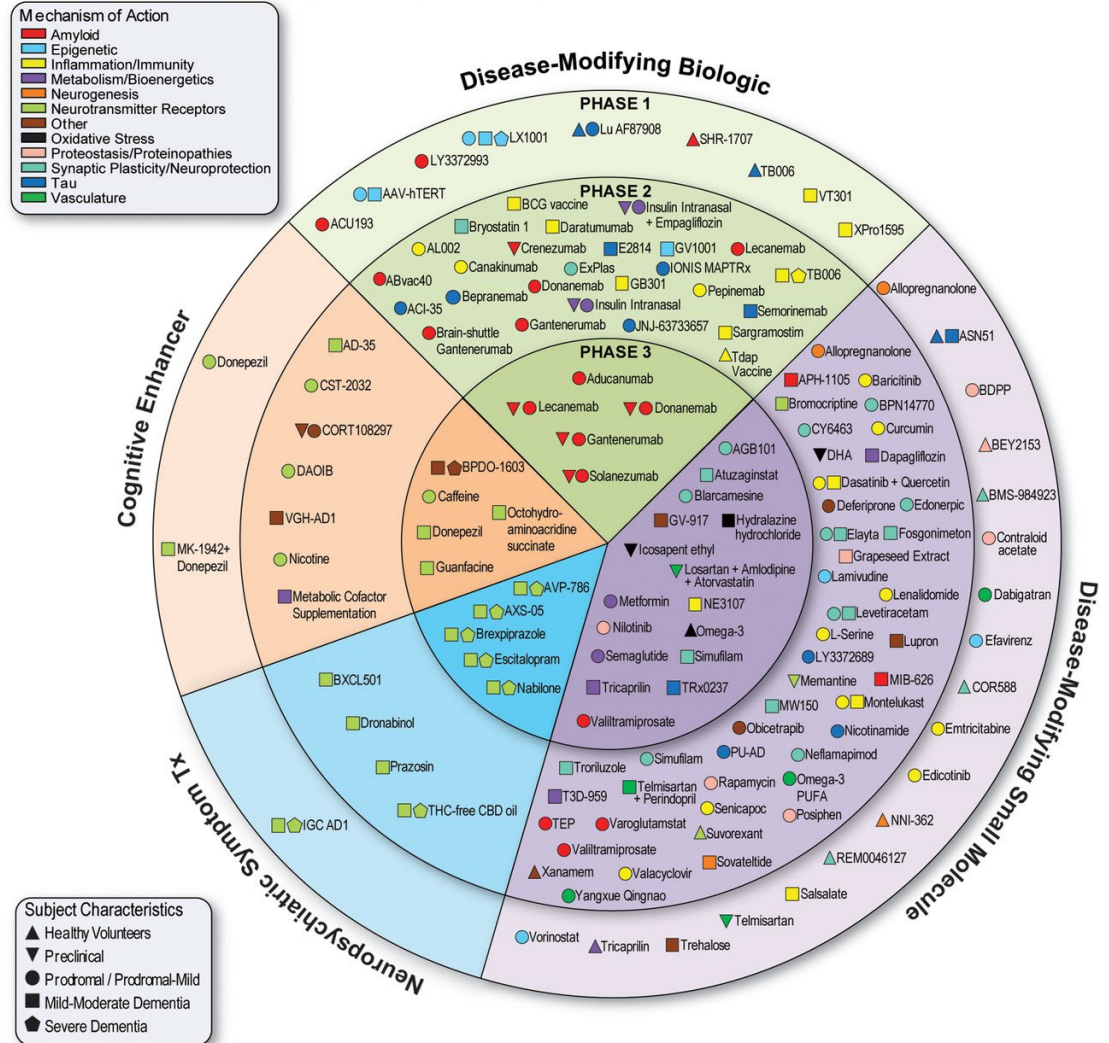 Mechanism of Action
Amyloid
Epigenetic
Inflammation/Immunity
Metabolism/Bioenergetics
Neurogenesis
Neurotransmitter Receptors
Other
Oxidative Stress
Proteostasis/Proteinopathies
Synaptic Plasticity/Neuroprotection
Tau
Vasculature
Disease-Modifying Biologic
PHASE 1
LX1001
Lu AF87908
SHR-1707
LY3372993
TB006
AAV-hTERT
VT301
ACU193
XPro1595
PHASE 2
BCG vaccine
Insulin Intranasal
+ Empagliflozin
Bryostatin 1
Daratumumab
AL002
Crenezumab
E2814
GV1001
Lecanemab
Canakinumab
ExPlas
IONIS MAPTRx
TB006
ABvac40
Donanemab
GB301
Pepinemab
ACI-35
Bepranemab
Insulin Intranasal
Semorinemab
Brain-shuttle
Gantenerumab
Gantenerumab
JNJ-63733657
Sargramostim
Tdap
Vaccine
PHASE 3
Aducanumab
Lecanemab
Donanemab
Gantenerumab
Solanezumab
Cognitive Enhancer
Donepezil
MK-1942+
Donepezil
AD-35
CST-2032
CORT108297
DAOIB
VGH-AD1
Nicotine
Metabolic Cofactor
Supplementation
BPDO-1603
Caffeine
Octohydro-
aminoacridine
succinate
Donepezil
Guanfacine
AVP-786
AXS-05
Brexpiprazole
Escitalopram
Nabilone
BXCL501
Dronabinol
Prazosin
THC-free CBD oil
IGC AD1
Neuropsychiatric Symptom Tx
AGB101
Atuzaginstat
Blarcamesine
GV-917
Hydralazine
hydrochloride
Icosapent ethyl
Losartan + Amlodipine
+ Atorvastatin
Metformin
NE3107
Nilotinib
Omega-3
Semaglutide
Simufilam
Tricaprilin
TRx0237
Valiltramiprosate
Allopregnanolone
APH-1105
Baricitinib
Bromocriptine
BPN14770
CY6463
Curcumin
DHA
Dapagliflozin
Dasatinib + Quercetin
Deferiprone
Edonerpic
Elayta
Fosgonimeton
Grapeseed Extract
Lamivudine
Lenalidomide
Levetiracetam
L-Serine
Lupron
LY3372689
Memantine
MIB-626
MW150
Montelukast
Obicetrapib
Nicotinamide
PU-AD
Neflamapimod
Troriluzole
Simufilam
T3D-959
Telmisartan
+ Perindopril
Rapamycin
Omega-3
PUFA
Senicapoc
Posiphen
TEP
Varoglutamstat
Suvorexant
Valiltramiprosate
Sovateltide
Xanamem
Valacyclovir
Yangxue Qingnao
Allopregnanolone
ASN51
BDPP
BEY2153
BMS-984923
Contraloid
acetate
Dabigatran
Efavirenz
COR588
Emtricitabine
Edicotinib
NNI-362
REM0046127
Salsalate
Telmisartan
Vorinostat
Tricaprilin
Trehalose
Disease-Modifying Small Molecule
Subject Characteristics
Healthy Volunteers
Preclinical
Prodromal / Prodromal-Mild
Mild-Moderate Dementia
Severe Dementia